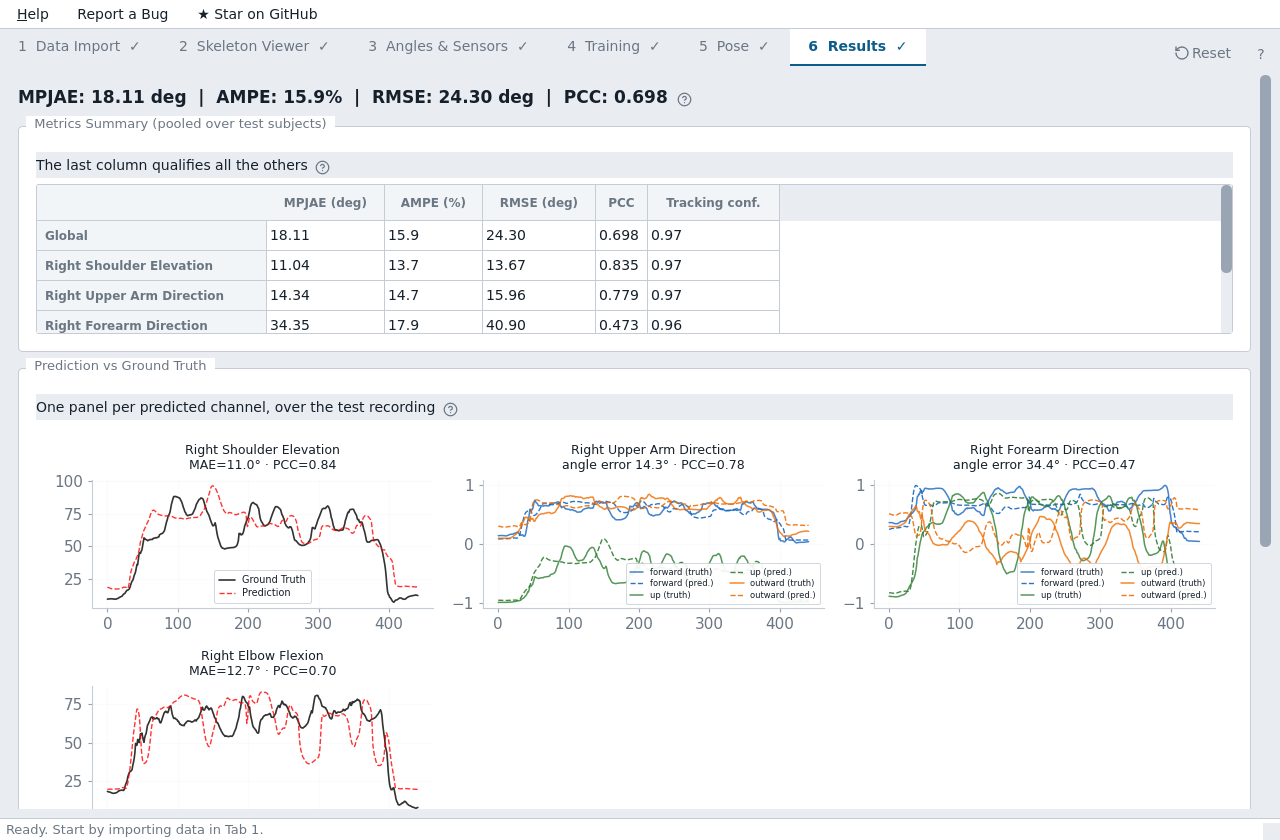 Help Report a Bug ★ Star on GitHub
1 Data Import ✓ 2 Skeleton Viewer ✓ 3 Angles & Sensors ✓ 4 Training ✓ 5 Pose ✓ 6 Results ✓ Reset ?
MPJAE: 18.11 deg | AMPE: 15.9% | RMSE: 24.30 deg | PCC: 0.698 ?
Metrics Summary (pooled over test subjects)
The last column qualifies all the others ?
MPJAE (deg) AMPE (%) RMSE (deg) PCC Tracking conf.
Global 18.11 15.9 24.30 0.698 0.97
Right Shoulder Elevation 11.04 13.7 13.67 0.835 0.97
Right Upper Arm Direction 14.34 14.7 15.96 0.779 0.97
Right Forearm Direction 34.35 17.9 40.90 0.473 0.96
Prediction vs Ground Truth
One panel per predicted channel, over the test recording ?
Right Shoulder Elevation
MAE=11.0° · PCC=0.84
100
75
50
25
Ground Truth
Prediction
0 100 200 300 400
Right Upper Arm Direction
angle error 14.3° · PCC=0.78
1
0
−1
forward (truth) up (pred.)
forward (pred.) outward (truth)
up (truth) outward (pred.)
0 100 200 300 400
Right Forearm Direction
angle error 34.4° · PCC=0.47
1
0
−1
forward (truth) up (pred.)
forward (pred.) outward (truth)
up (truth) outward (pred.)
0 100 200 300 400
Right Elbow Flexion
MAE=12.7° · PCC=0.70
75
50
25
Ready. Start by importing data in Tab 1.